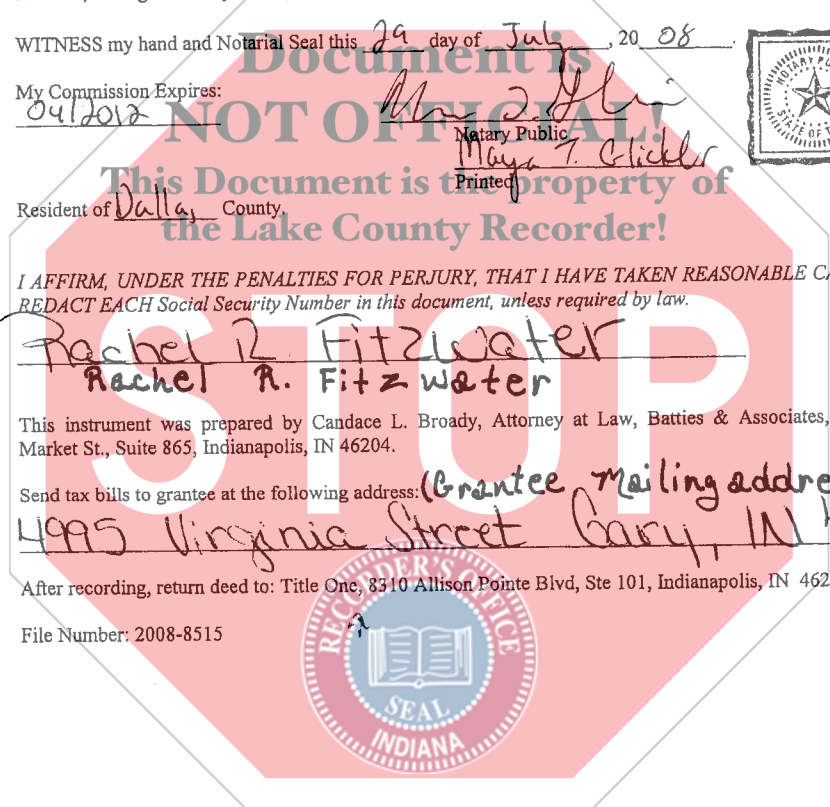 WITNESS my hand and Notarial Seal this 29 day of July, 2008.
Document is
My Commission Expires:
04/2012
NOT OFFICIAL!
Notary Public
Maya T. Glickler
Printed
This Document is the property of
Resident of Dallas County.
the Lake County Recorder!
I AFFIRM, UNDER THE PENALTIES FOR PERJURY, THAT I HAVE TAKEN REASONABLE CA
REDACT EACH Social Security Number in this document, unless required by law.
Rachel R. Fitzwater
Rachel R. Fitzwater
STOP
This instrument was prepared by Candace L. Broady, Attorney at Law, Batties & Associates,
Market St., Suite 865, Indianapolis, IN 46204.
Send tax bills to grantee at the following address: (Grantee Mailing addre
4995 Virginia Street Gary, IN
After recording, return deed to: Title One, 8310 Allison Pointe Blvd, Ste 101, Indianapolis, IN 462
File Number: 2008-8515
RECORDER'S OFFICE
SEAL
INDIANA
NOTARY PU
STATE OF